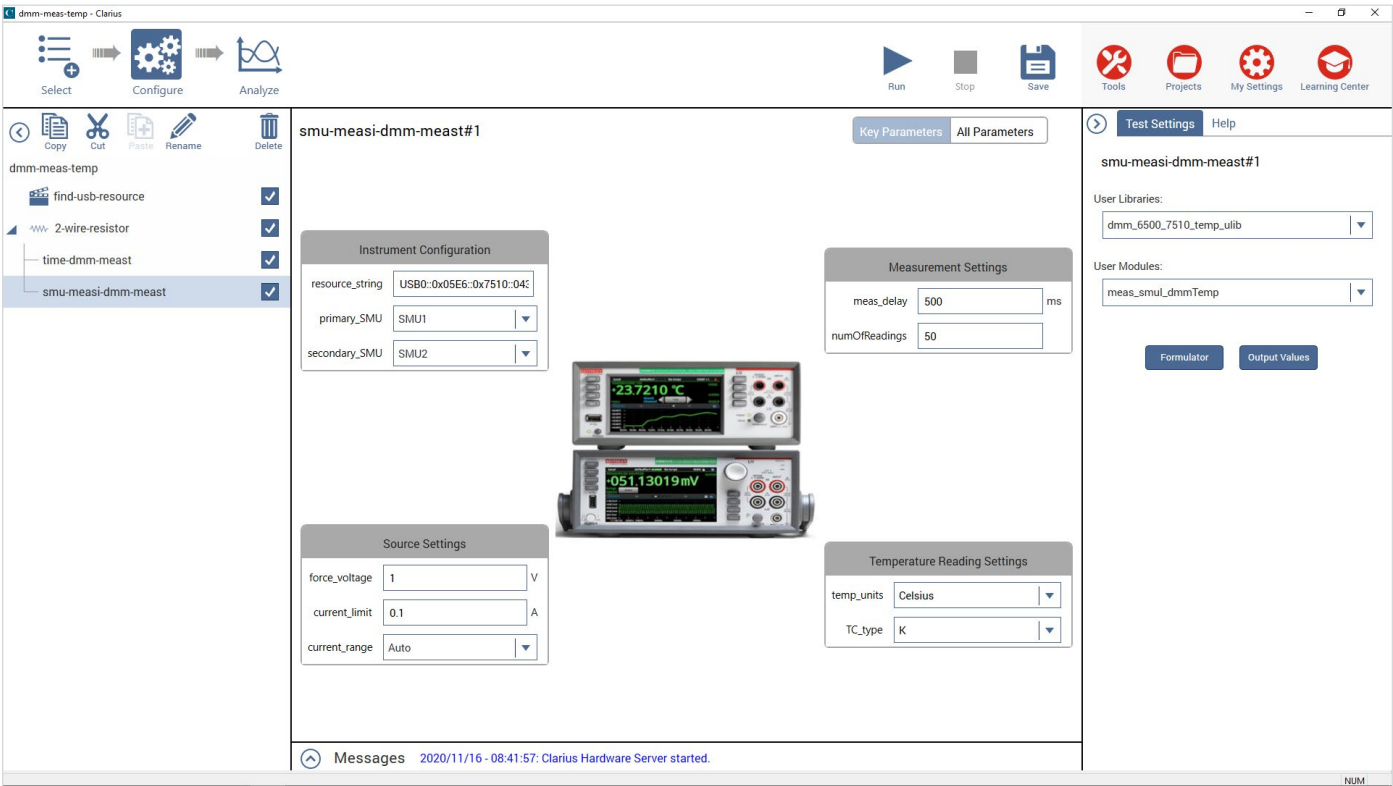 dmm-meas-temp - Clarius
Select
Configure
Analyze
Run
Stop
Save
Tools
Projects
My Settings
Learning Center
Copy
Cut
Paste
Rename
Delete
dmm-meas-temp
find-usb-resource
2-wire-resistor
time-dmm-meast
smu-measi-dmm-meast
smu-measi-dmm-meast#1
Key Parameters
All Parameters
Instrument Configuration
resource_string USB0::0x05E6::0x7510::043
primary_SMU SMU1
secondary_SMU SMU2
Measurement Settings
meas_delay 500 ms
numOfReadings 50
+23.7210 °C
+051.13019 mV
Source Settings
force_voltage 1 V
current_limit 0.1 A
current_range Auto
Temperature Reading Settings
temp_units Celsius
TC_type K
Messages 2020/11/16 - 08:41:57: Clarius Hardware Server started.
Test Settings
Help
smu-measi-dmm-meast#1
User Libraries:
dmm_6500_7510_temp_ulib
User Modules:
meas_smuI_dmmTemp
Formulator
Output Values
NUM